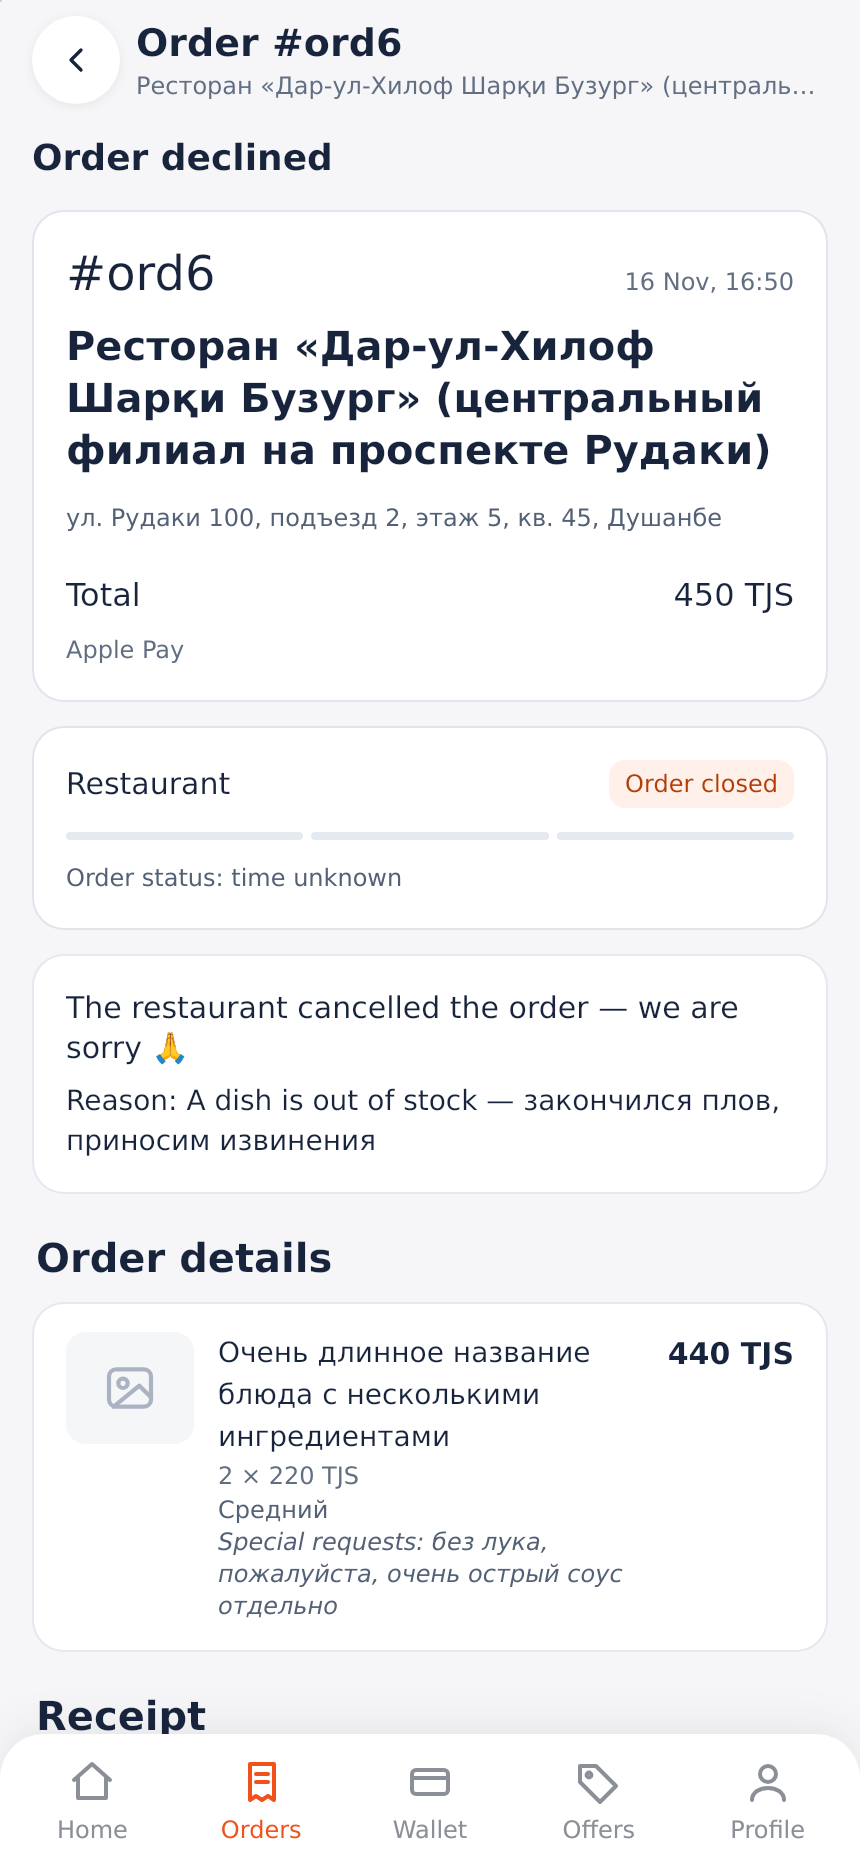 Order #ord6
Ресторан «Дар-ул-Хилоф Шарқи Бузург» (централь…
Order declined
#ord6
16 Nov, 16:50
Ресторан «Дар-ул-Хилоф
Шарқи Бузург» (центральный
филиал на проспекте Рудаки)
ул. Рудаки 100, подъезд 2, этаж 5, кв. 45, Душанбе
Total
450 TJS
Apple Pay
Restaurant
Order closed
Order status: time unknown
The restaurant cancelled the order — we are
sorry 🙏
Reason: A dish is out of stock — закончился плов,
приносим извинения
Order details
Очень длинное название
блюда с несколькими
ингредиентами
440 TJS
2 × 220 TJS
Средний
Special requests: без лука,
пожалуйста, очень острый соус
отдельно
Receipt
Home
Orders
Wallet
Offers
Profile